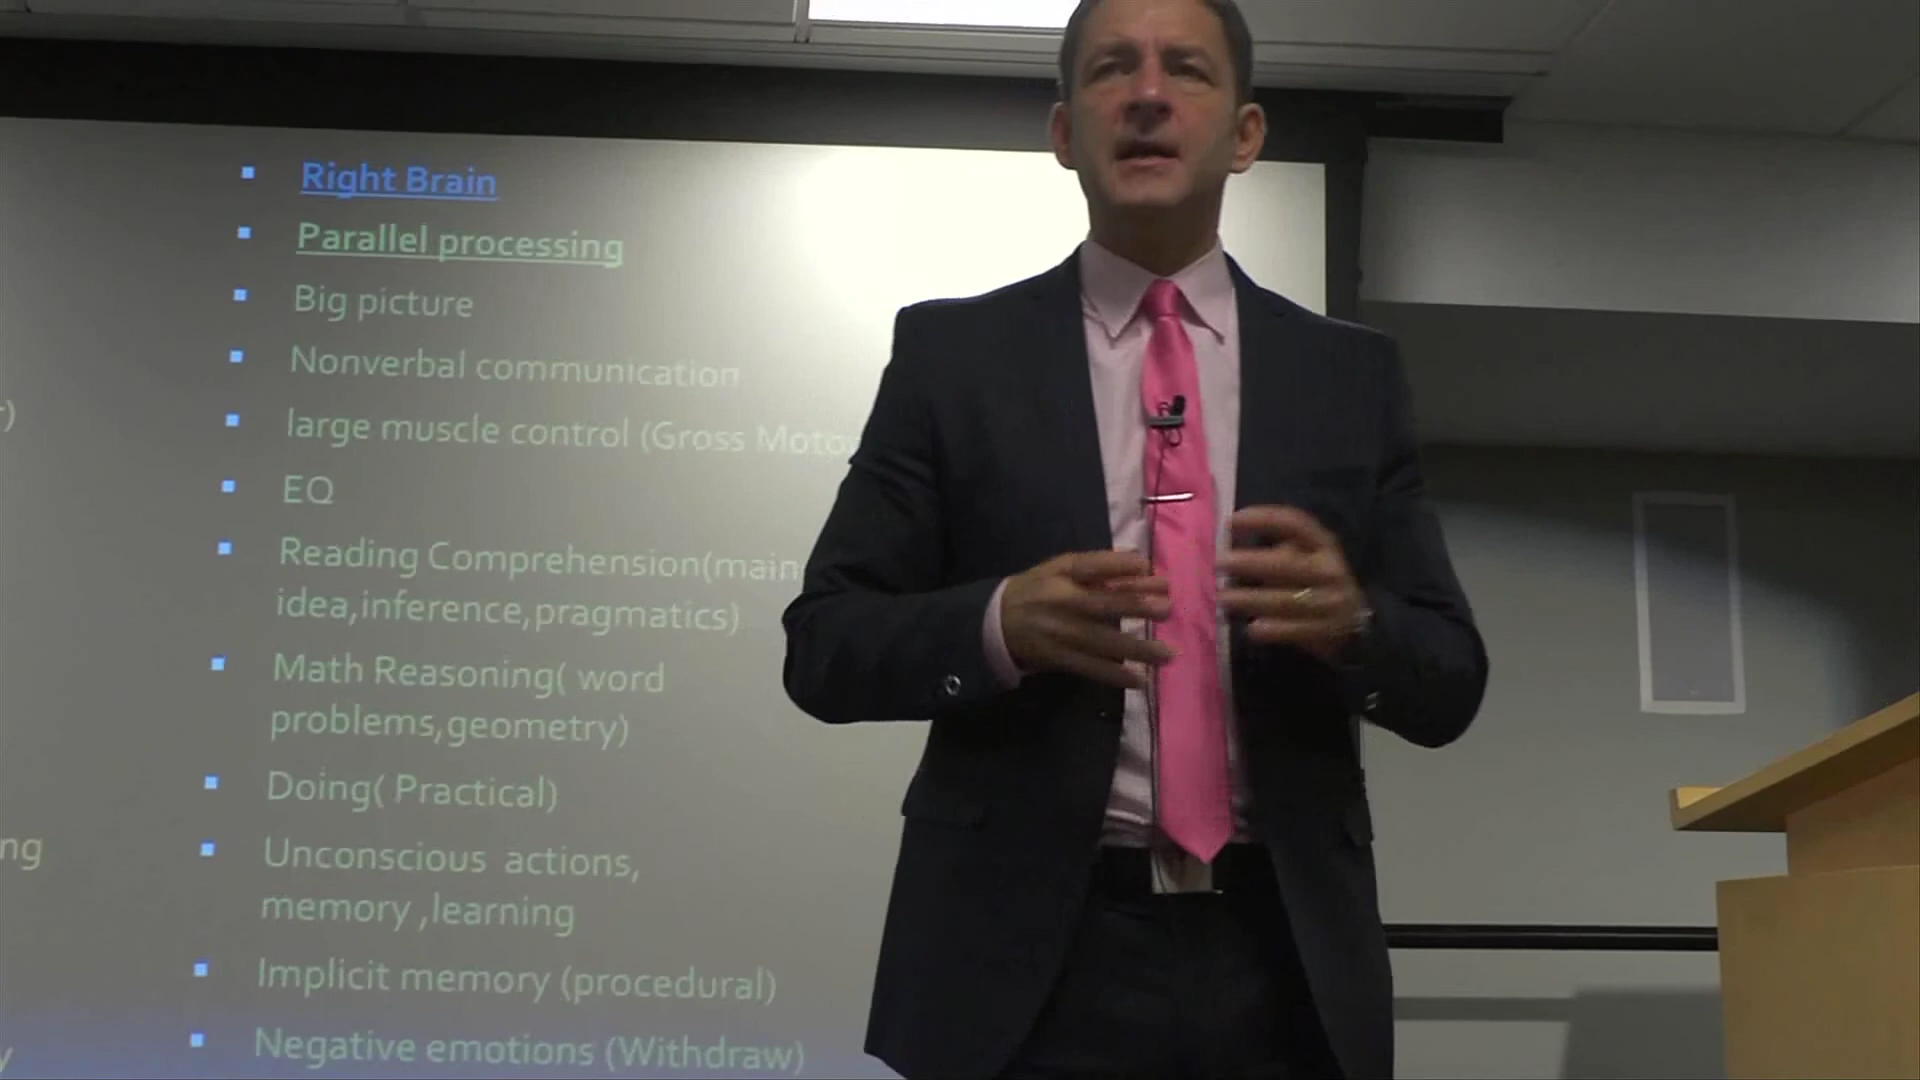 Right Brain
Parallel processing
Big picture
Nonverbal communication
large muscle control (Gross Moto
EQ
Reading Comprehension(main
idea,inference,pragmatics)
Math Reasoning( word
problems,geometry)
Doing( Practical)
Unconscious actions,
memory ,learning
Implicit memory (procedural)
Negative emotions (Withdraw)